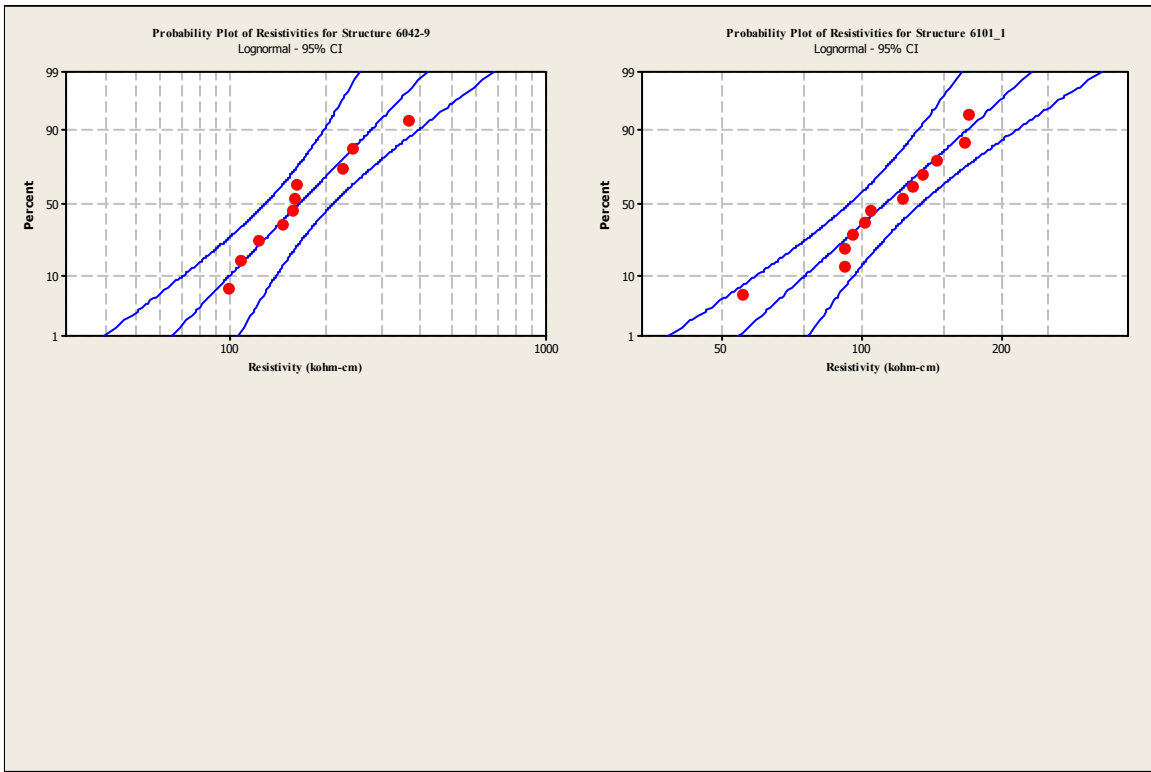 Probability Plot of Resistivities for Structure 6042-9
Lognormal - 95% CI
99
90
50
10
1
Percent
100
1000
Resistivity (kohm-cm)
Probability Plot of Resistivities for Structure 6101_1
Lognormal - 95% CI
99
90
50
10
1
Percent
50
100
200
Resistivity (kohm-cm)